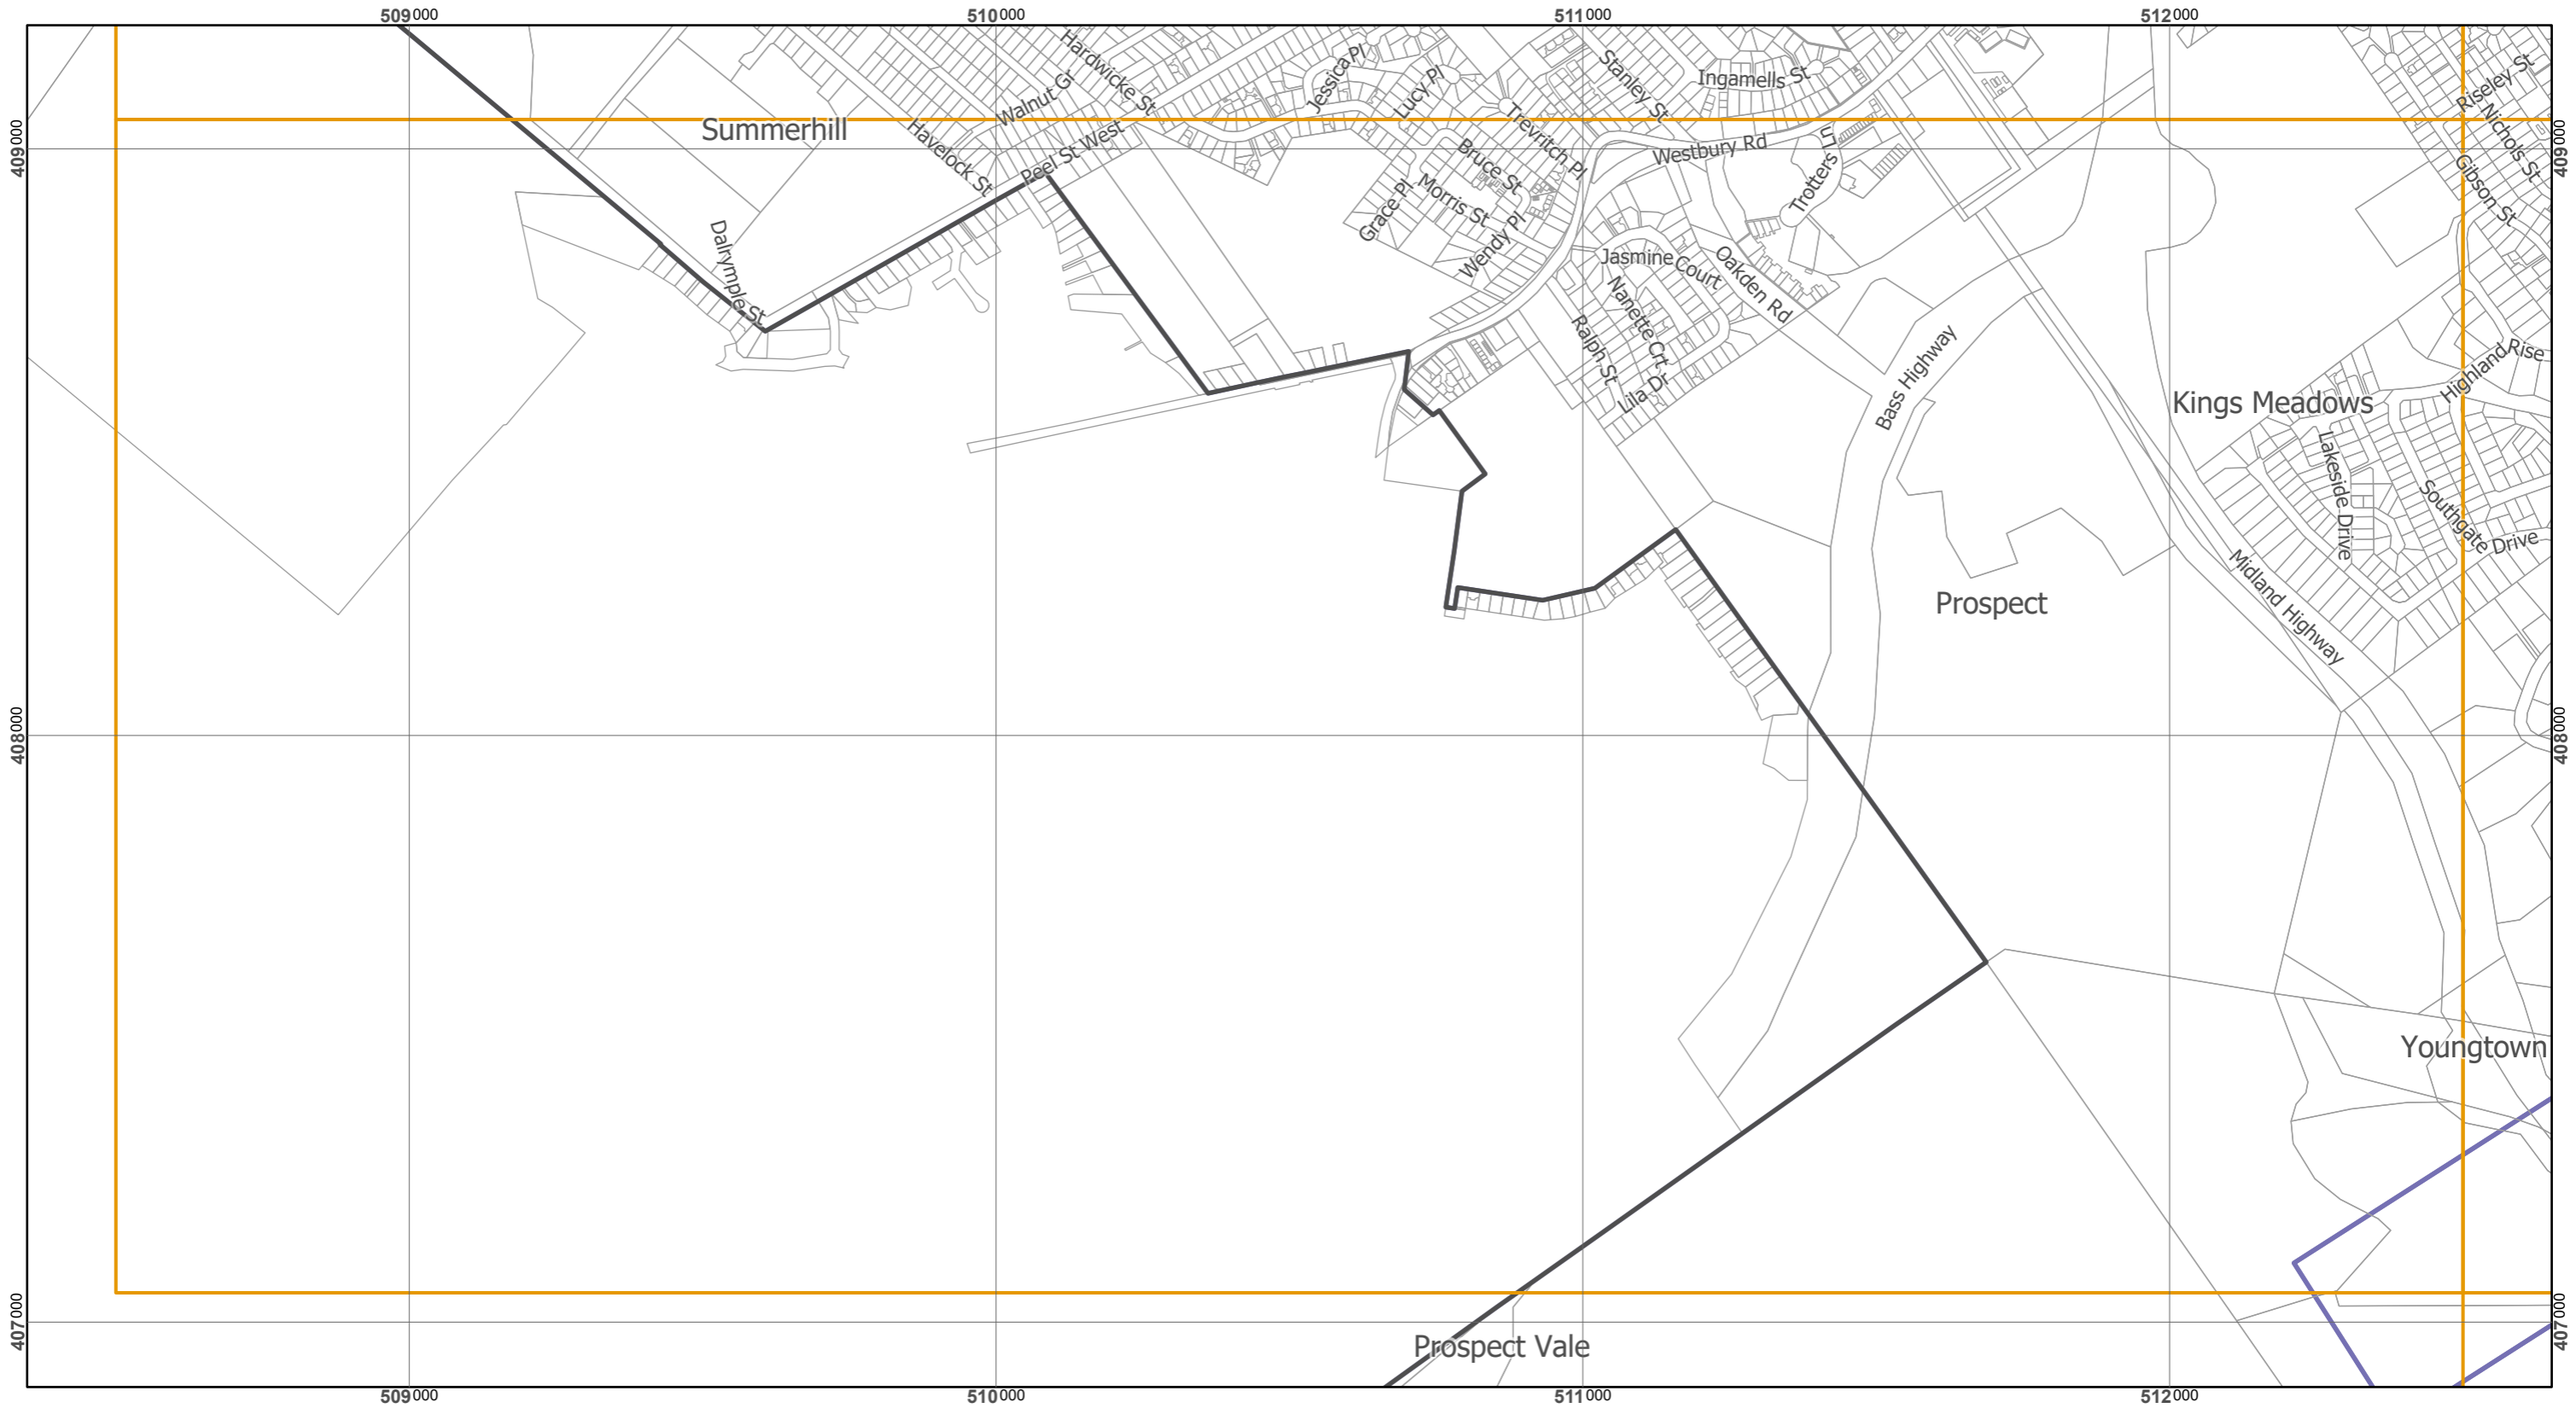 509000 510000 511000 512000
Hardwicke St
Walnut Gr
Jessica Pl
Lucy Pl
Stanley St
Ingamells St
Riseley St
Nichols St
Gibson St
409000
Summerhill
Havelock St
Peel St West
Trevritch Pl
Bruce St
Morris St
Grace Pl
Wendy Pl
Westbury Rd
Trotters Ln
409000
Dalrymple St
Jasmine Court
Oakden Rd
Nanette Crt
Ralph St
Lila Dr
Bass Highway
Highland Rise
Kings Meadows
Lakeside Drive
Southgate Drive
Midland Highway
Prospect
408000
408000
Youngtown
407000
Prospect Vale
407000
509000 510000 511000 512000